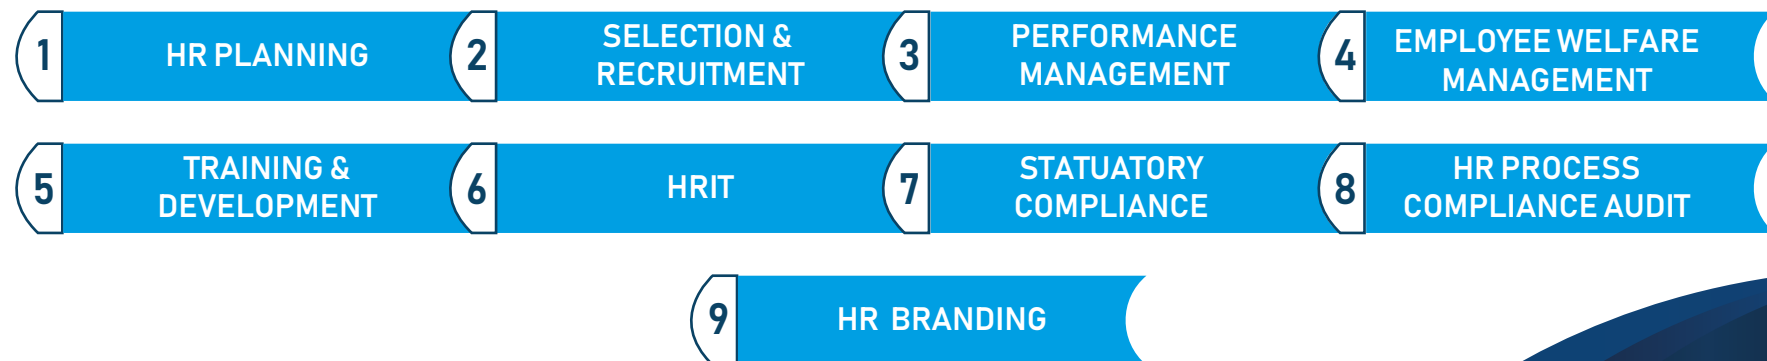 1 HR PLANNING
2 SELECTION &
RECRUITMENT
3 PERFORMANCE
MANAGEMENT
4 EMPLOYEE WELFARE
MANAGEMENT
5 TRAINING &
DEVELOPMENT
6 HRIT
7 STATUATORY
COMPLIANCE
8 HR PROCESS
COMPLIANCE AUDIT
9 HR BRANDING